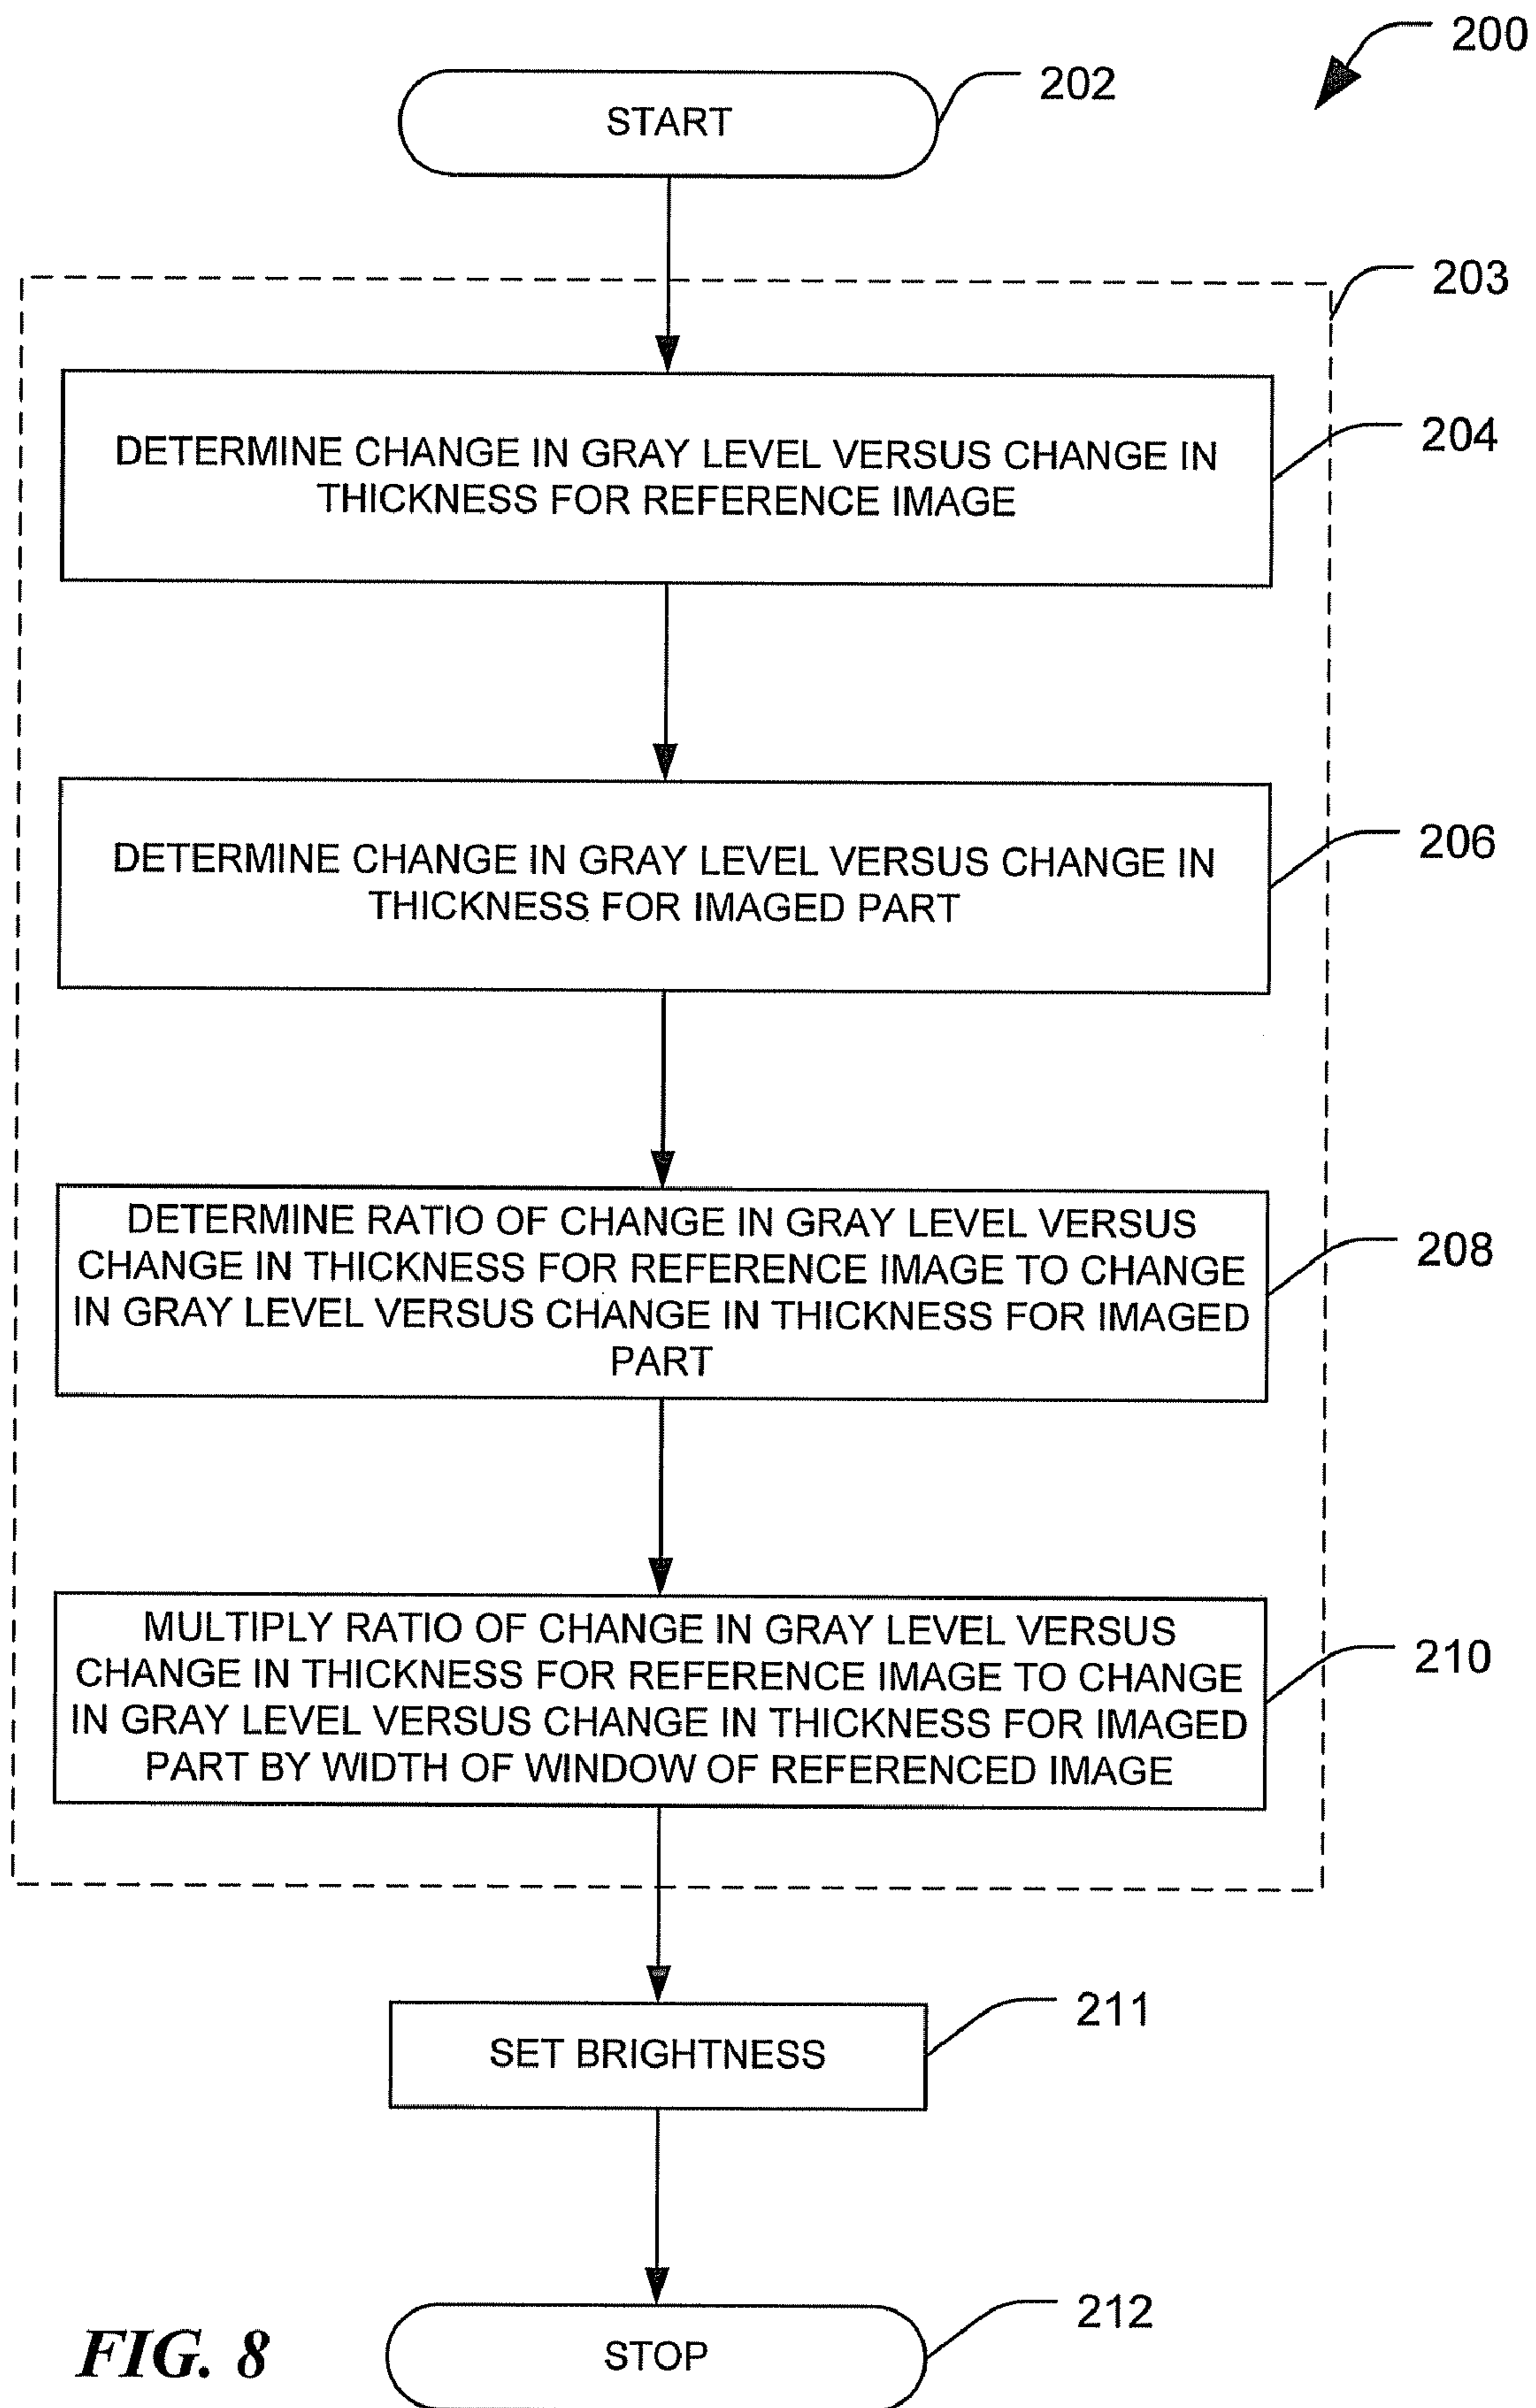 200
START
202
203
DETERMINE CHANGE IN GRAY LEVEL VERSUS CHANGE IN
THICKNESS FOR REFERENCE IMAGE
204
DETERMINE CHANGE IN GRAY LEVEL VERSUS CHANGE IN
THICKNESS FOR IMAGED PART
206
DETERMINE RATIO OF CHANGE IN GRAY LEVEL VERSUS
CHANGE IN THICKNESS FOR REFERENCE IMAGE TO CHANGE
IN GRAY LEVEL VERSUS CHANGE IN THICKNESS FOR IMAGED
PART
208
MULTIPLY RATIO OF CHANGE IN GRAY LEVEL VERSUS
CHANGE IN THICKNESS FOR REFERENCE IMAGE TO CHANGE
IN GRAY LEVEL VERSUS CHANGE IN THICKNESS FOR IMAGED
PART BY WIDTH OF WINDOW OF REFERENCED IMAGE
210
SET BRIGHTNESS
211
STOP
212
FIG. 8